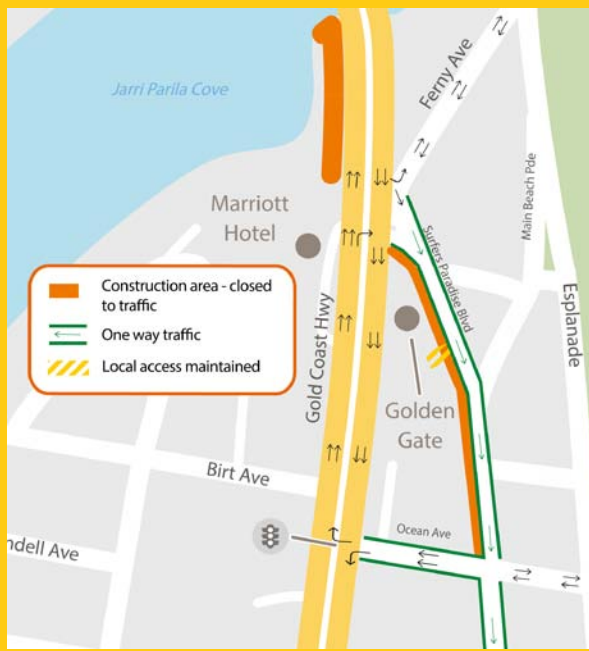 Jarri Parila Cove
Ferny Ave
Main Beach Pde
Marriott
Hotel
Surfers Paradise Blvd
Esplanade
Construction area - closed
to traffic
One way traffic
Local access maintained
Gold Coast Hwy
Golden
Gate
Birt Ave
Ocean Ave
ndell Ave